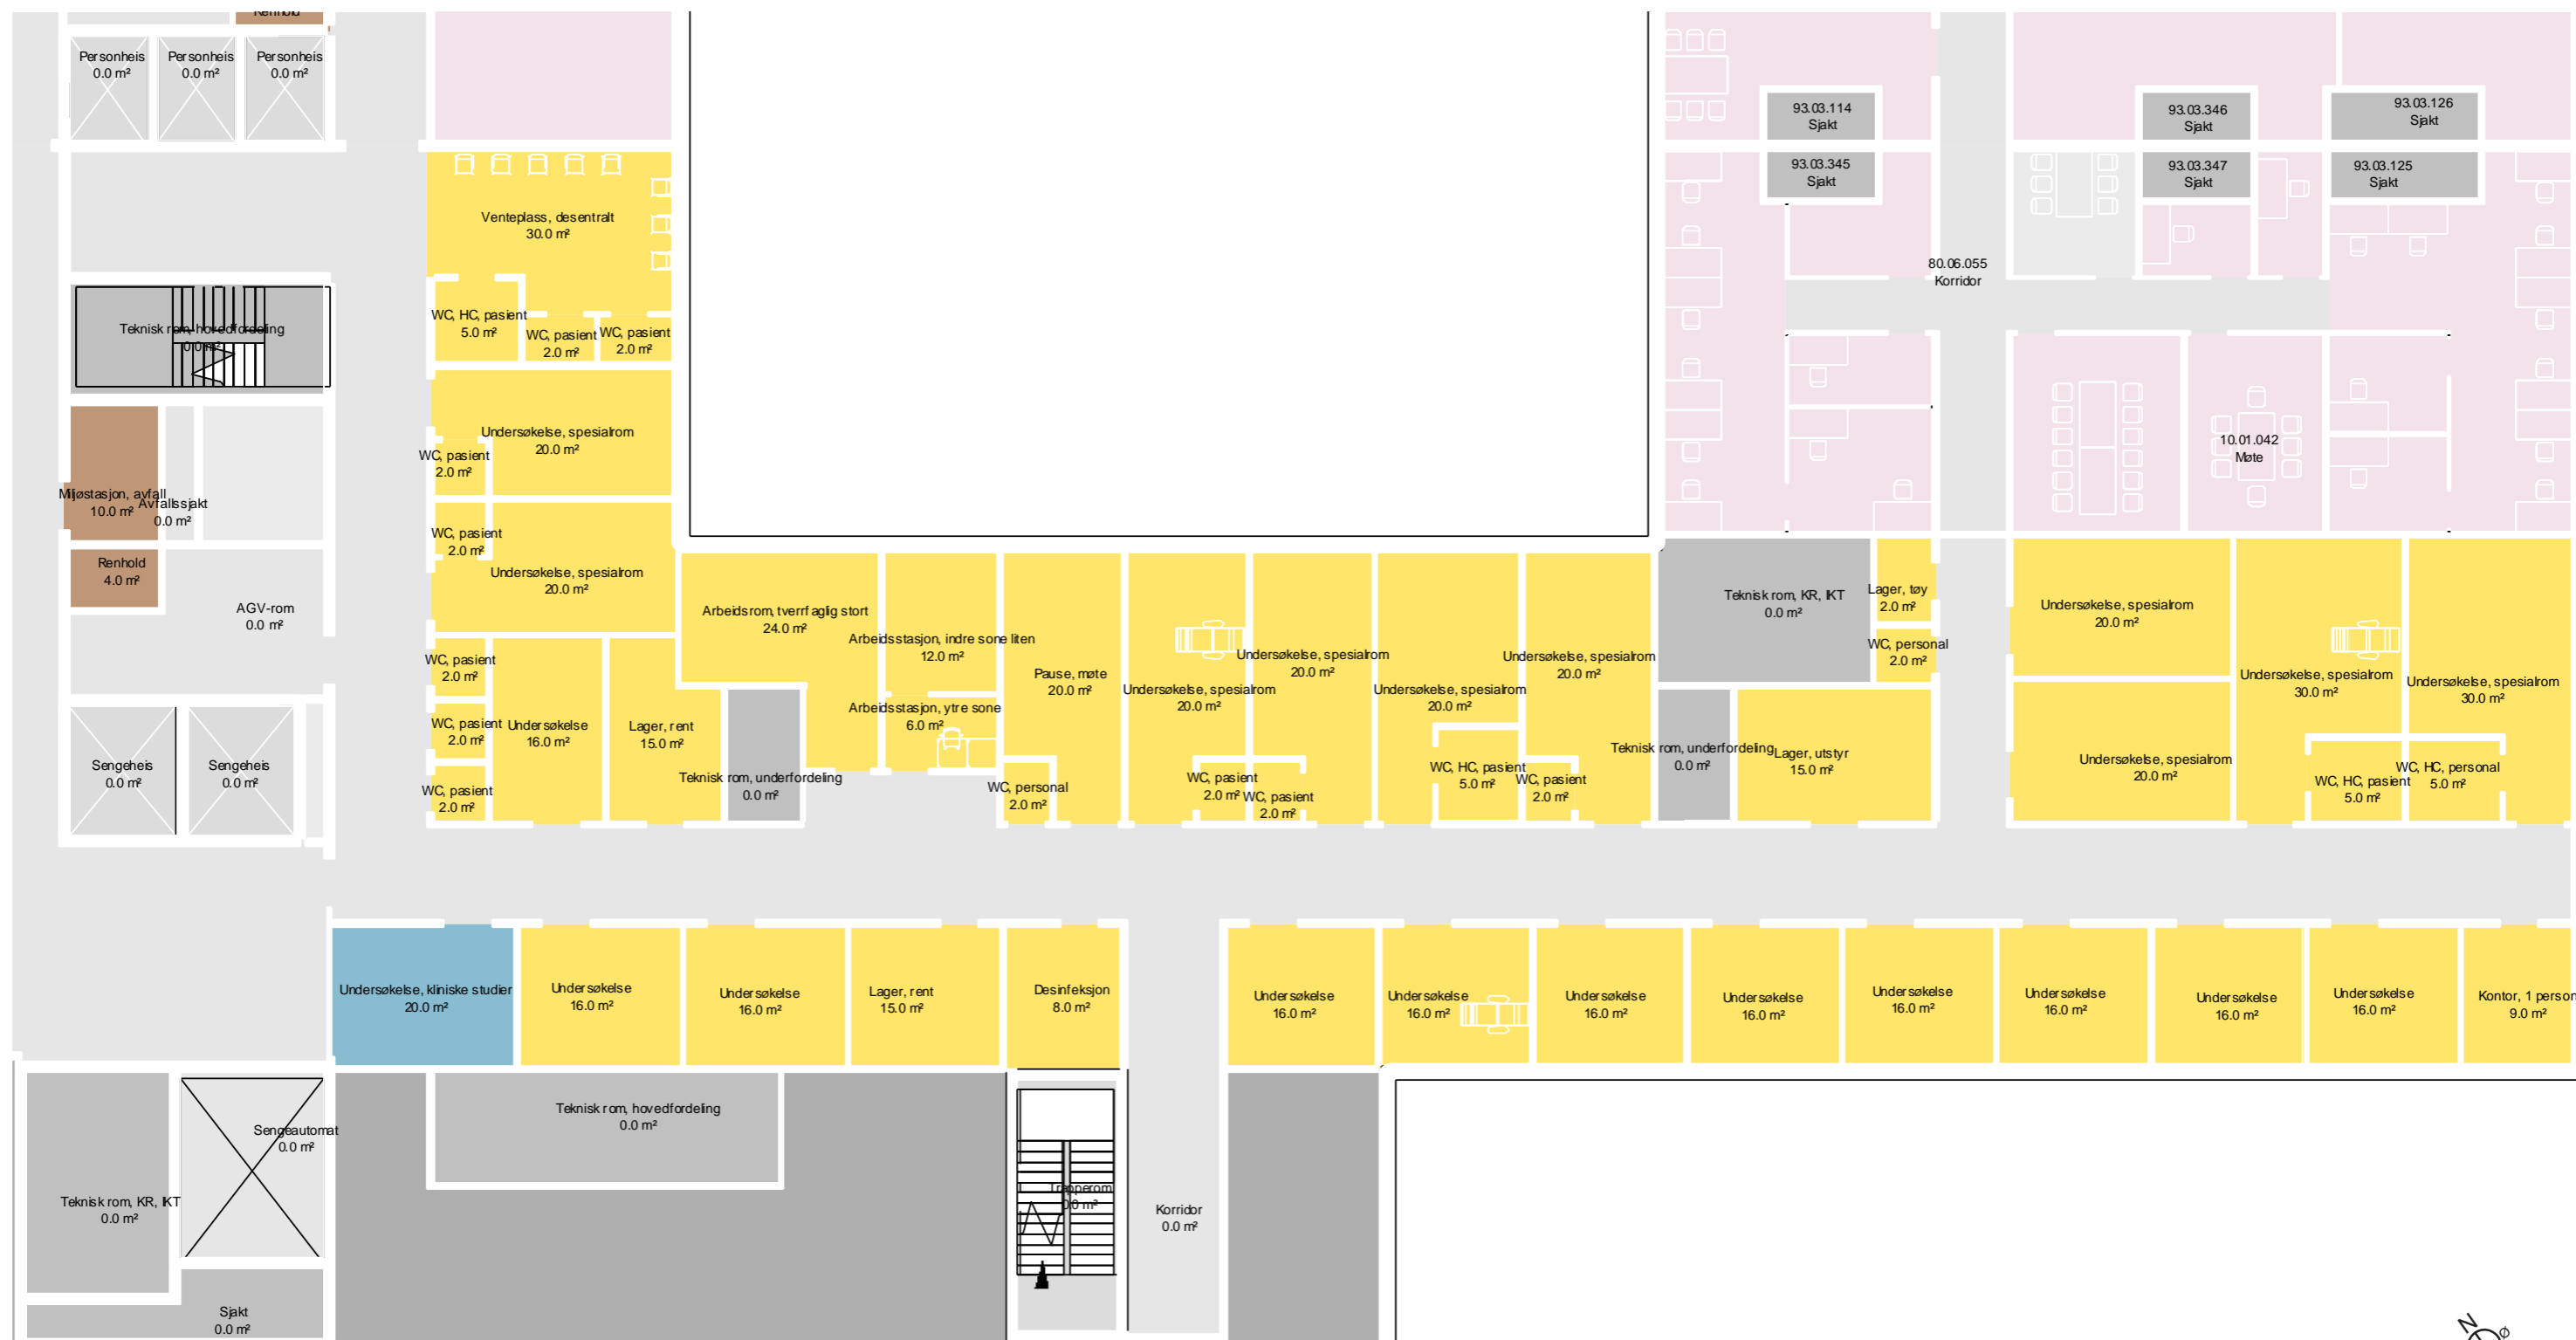 Renhold
Personheis
0.0 m²
Personheis
0.0 m²
Personheis
0.0 m²
93.03.114
Sjakt
93.03.346
Sjakt
93.03.126
Sjakt
93.03.345
Sjakt
93.03.347
Sjakt
93.03.125
Sjakt
Venteplass, desentralt
30.0 m²
80.06.055
Korridor
Teknisk rom, hovedfordeling
0.0 m²
WC, HC, pasient
5.0 m²
WC, pasient
2.0 m²
WC, pasient
2.0 m²
Undersøkelse, spesialrom
20.0 m²
WC, pasient
2.0 m²
10.01.042
Møte
Miljøstasjon, avfall
10.0 m²
Avfallssjakt
0.0 m²
WC, pasient
2.0 m²
Renhold
4.0 m²
Undersøkelse, spesialrom
20.0 m²
AGV-rom
0.0 m²
Arbeidsrom, tverrfaglig stort
24.0 m²
Arbeidsstasjon, indre sone liten
12.0 m²
Teknisk rom, KR, IKT
0.0 m²
Lager, tøy
2.0 m²
Undersøkelse, spesialrom
20.0 m²
WC, pasient
2.0 m²
Pause, møte
20.0 m²
Undersøkelse, spesialrom
20.0 m²
Undersøkelse, spesialrom
20.0 m²
Undersøkelse, spesialrom
20.0 m²
Undersøkelse, spesialrom
20.0 m²
WC, personal
2.0 m²
Undersøkelse, spesialrom
30.0 m²
Undersøkelse, spesialrom
30.0 m²
Arbeidsstasjon, ytre sone
6.0 m²
WC, pasient
2.0 m²
Undersøkelse
16.0 m²
Lager, rent
15.0 m²
Sengeheis
0.0 m²
Sengeheis
0.0 m²
Teknisk rom, underfordeling
0.0 m²
WC, pasient
2.0 m²
WC, personal
2.0 m²
WC, pasient
2.0 m²
WC, pasient
2.0 m²
WC, HC, pasient
5.0 m²
WC, pasient
2.0 m²
Teknisk rom, underfordeling
0.0 m²
Lager, utstyr
15.0 m²
Undersøkelse, spesialrom
20.0 m²
WC, HC, pasient
5.0 m²
WC, HC, personal
5.0 m²
Undersøkelse, kliniske studier
20.0 m²
Undersøkelse
16.0 m²
Undersøkelse
16.0 m²
Lager, rent
15.0 m²
Desinfeksjon
8.0 m²
Undersøkelse
16.0 m²
Undersøkelse
16.0 m²
Undersøkelse
16.0 m²
Undersøkelse
16.0 m²
Undersøkelse
16.0 m²
Undersøkelse
16.0 m²
Undersøkelse
16.0 m²
Undersøkelse
16.0 m²
Kontor, 1 person
9.0 m²
Teknisk rom, hovedfordeling
0.0 m²
Sengeautomat
0.0 m²
Teknisk rom, KR, IKT
0.0 m²
Trapperom
0.0 m²
Korridor
0.0 m²
Sjakt
0.0 m²
N
Ø